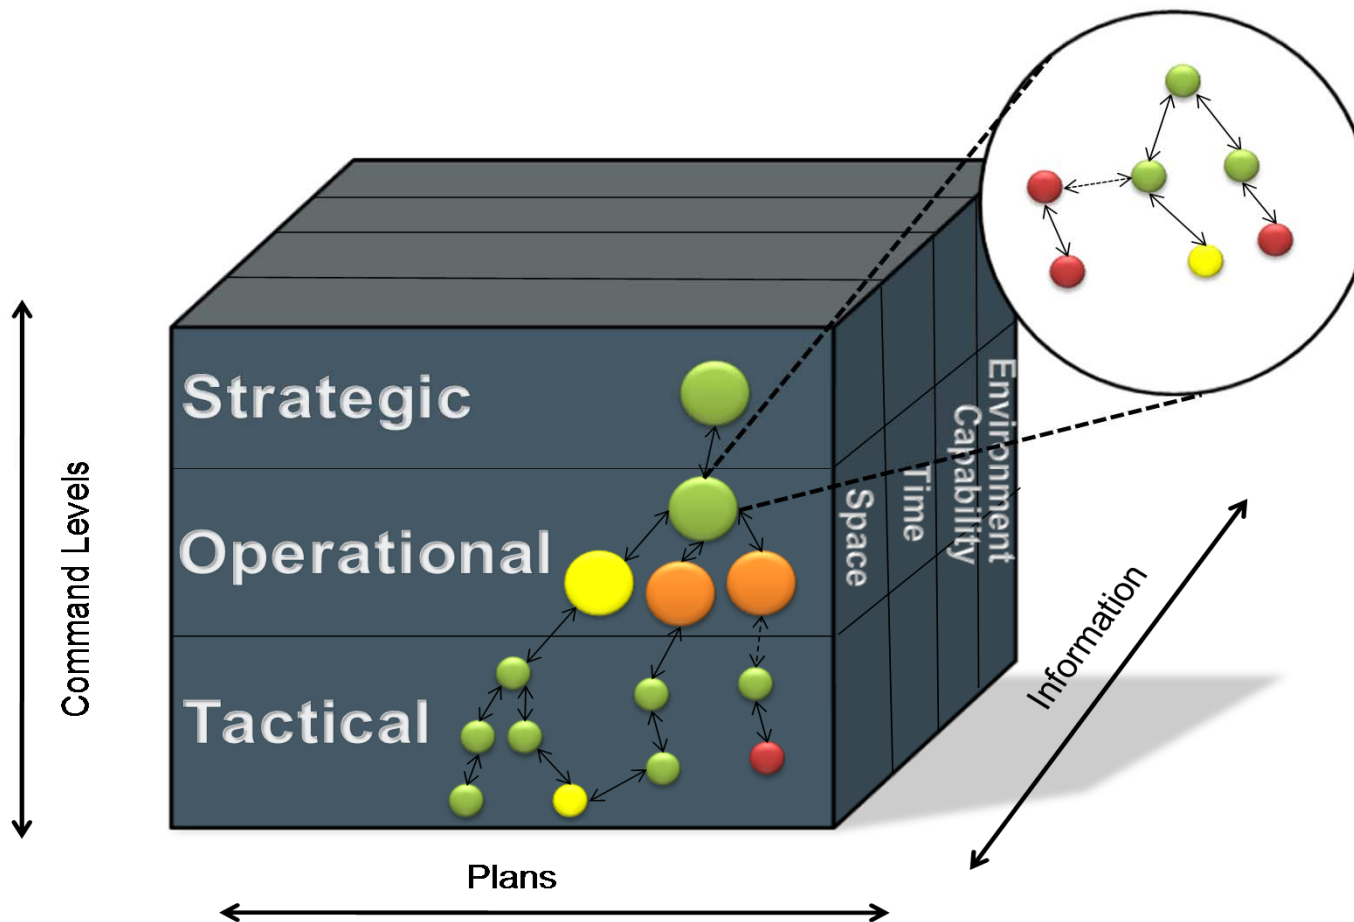 Strategic
Operational
Tactical
Space
Time
Capability
Environment
Command Levels
Plans
Information